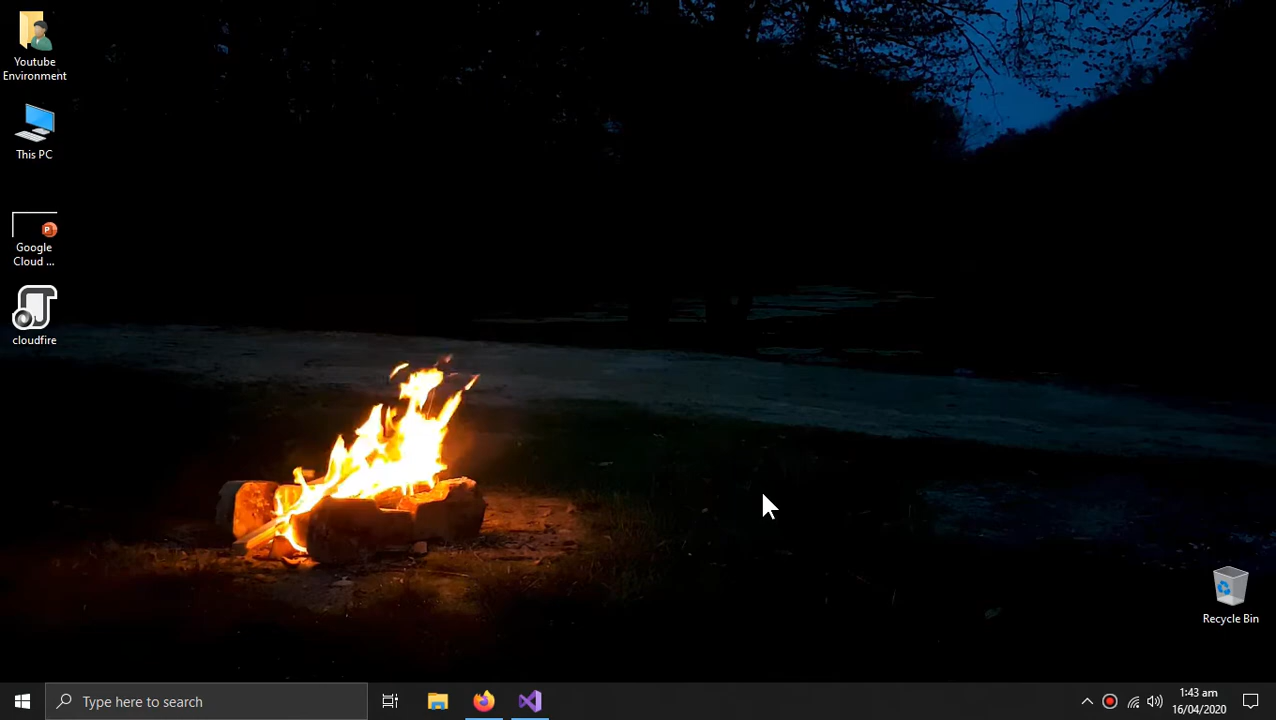 Youtube
Environment
This PC
P
Google
Cloud ...
cloudfire
Recycle Bin
Type here to search
1:43 am
16/04/2020